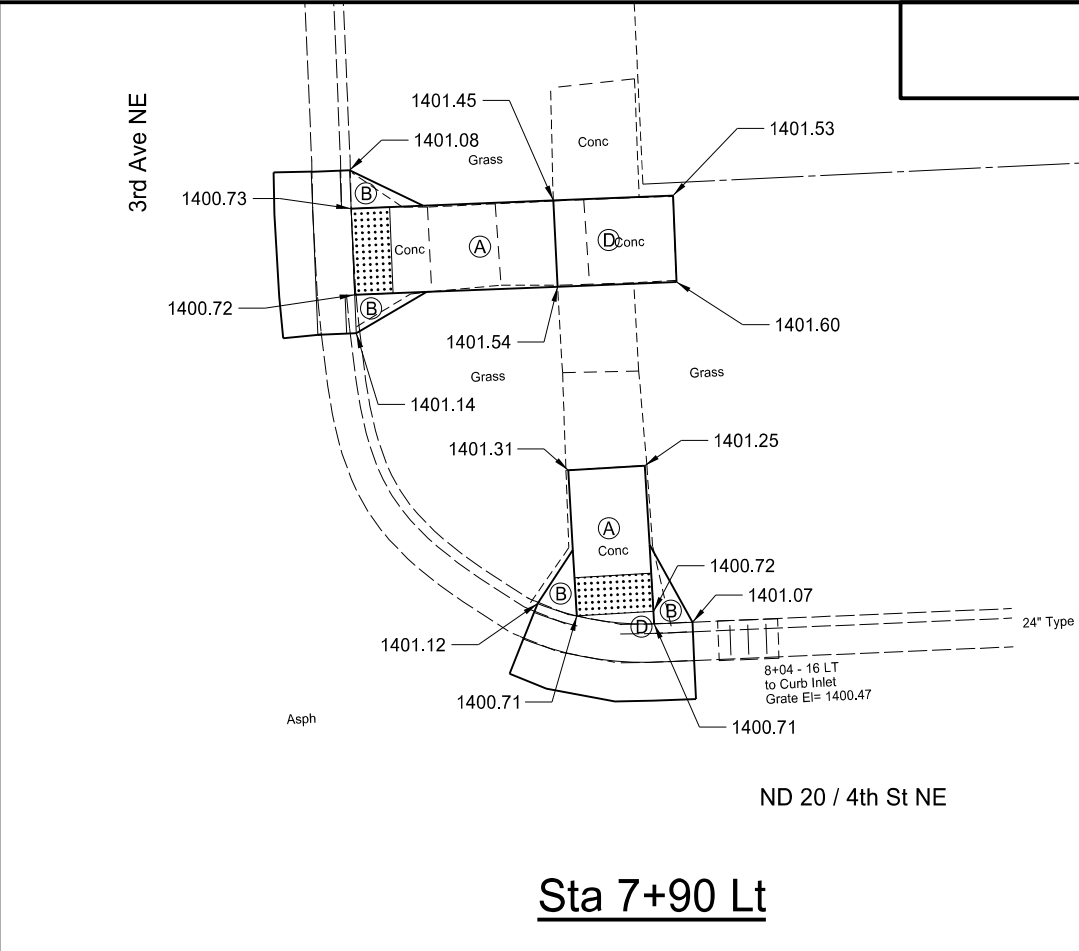 3rd Ave NE
1401.45
1401.53
1401.08
Conc
Grass
B
1400.73
Conc
A
D
Conc
B
1400.72
1401.60
1401.54
Grass
Grass
1401.14
1401.31
1401.25
A
Conc
1400.72
B
B
1401.07
D
24" Type
1401.12
8+04 - 16 LT
to Curb Inlet
Grate El= 1400.47
1400.71
Asph
1400.71
ND 20 / 4th St NE
Sta 7+90 Lt